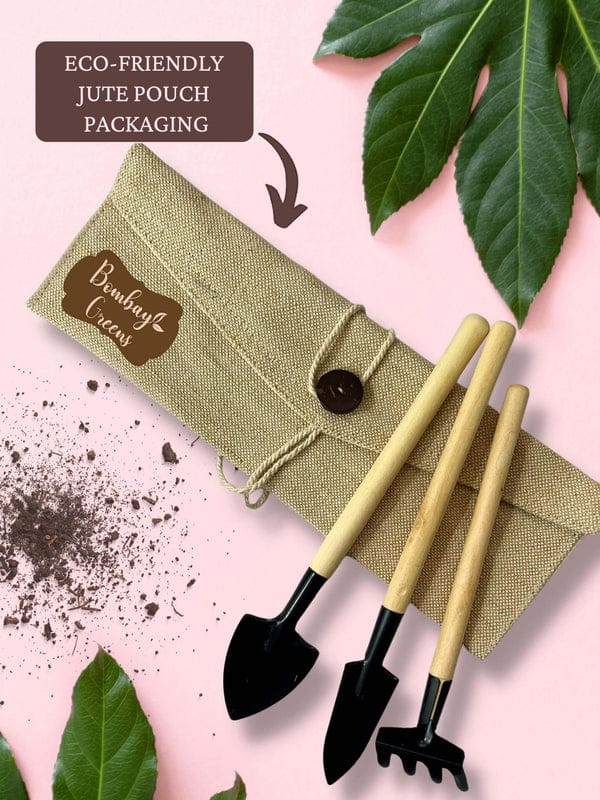 ECO-FRIENDLY
JUTE POUCH
PACKAGING
Bombay
Greens